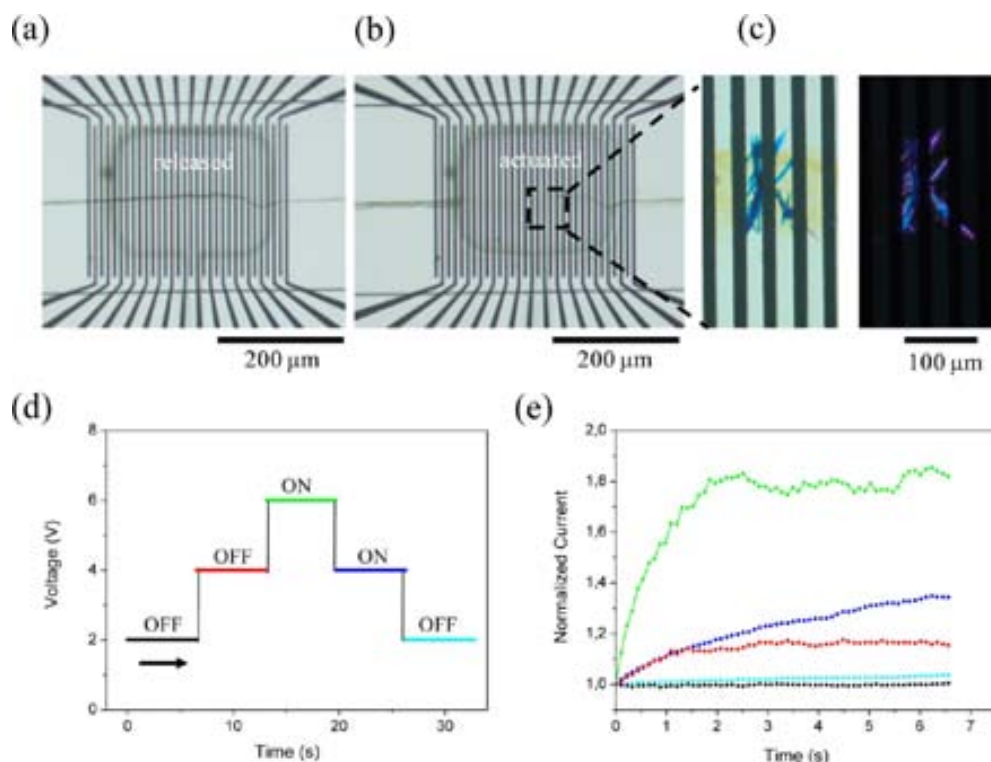 (a)
(b)
(c)
released
actuated
200 μm
200 μm
100 μm
(d)
8
6
4
2
0
Voltage (V)
ON
OFF
ON
OFF
OFF
0
10
20
30
Time (s)
(e)
2,0
1,8
1,6
1,4
1,2
1,0
Normalized Current
0
1
2
3
4
5
6
7
Time (s)